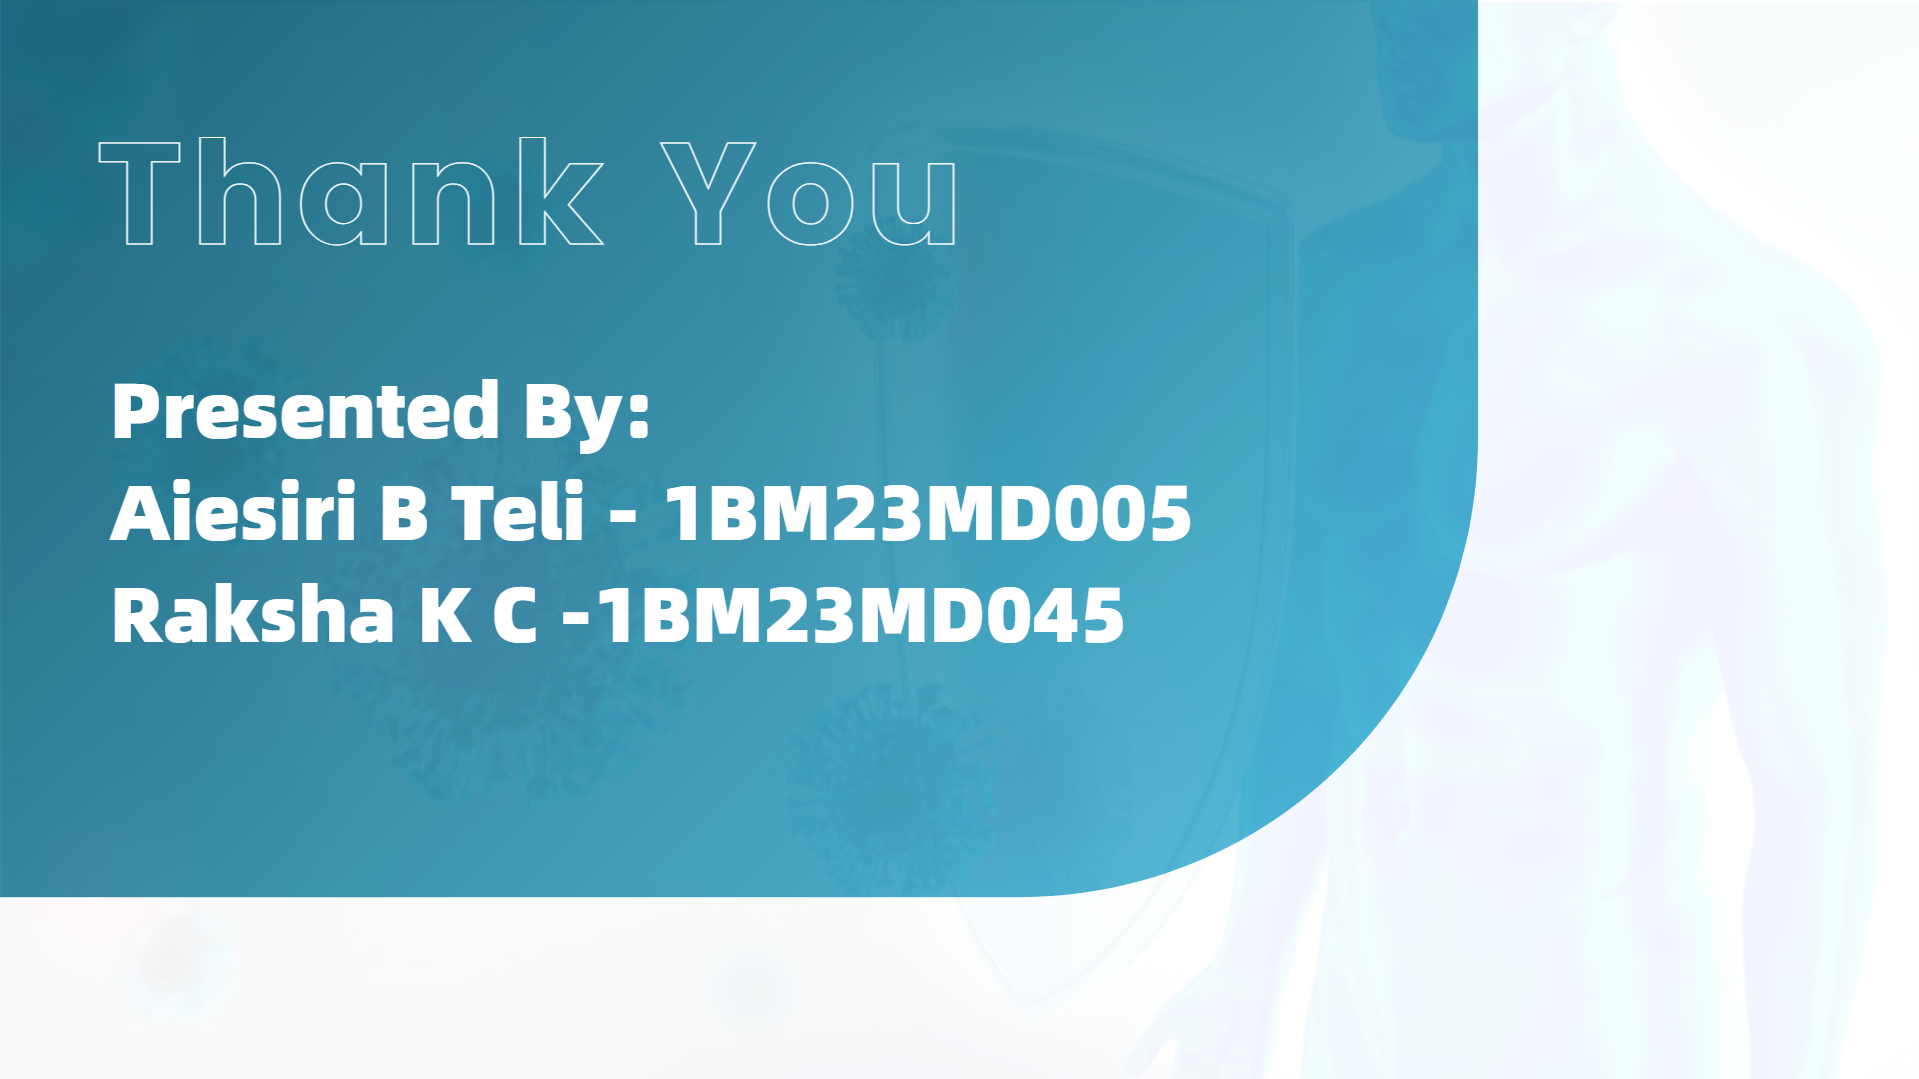 Thank You
Presented By:
Aiesiri B Teli - 1BM23MD005
Raksha K C -1BM23MD045